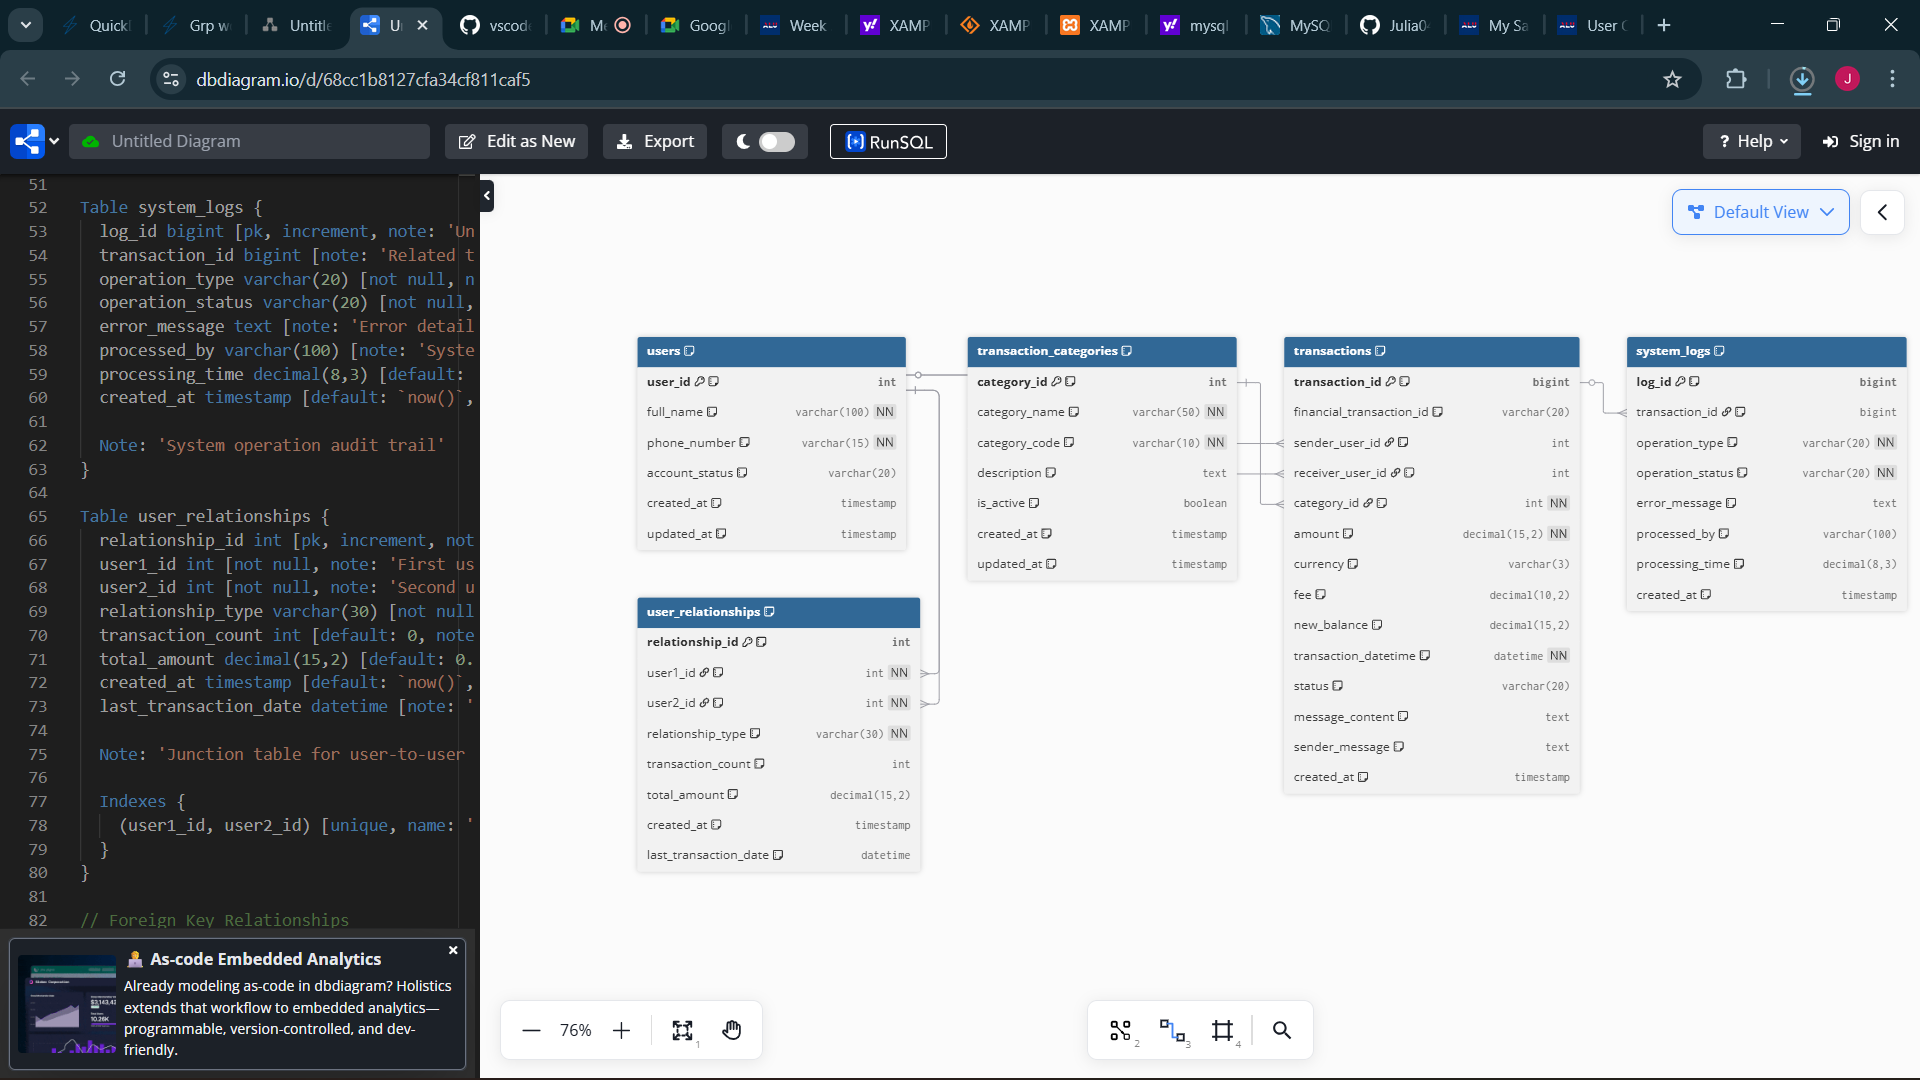 Quick
Grp w
Untitle
U
vscod
Me
Goog
Week
XAMP
XAMP
XAMP
mysql
MySQ
Julia0
My Sa
User C
dbdiagram.io/d/68cc1b8127cfa34cf811caf5
J
Untitled Diagram
Edit as New
Export
RunSQL
? Help
Sign in
51
52 Table system_logs {
53 log_id bigint [pk, increment, note: 'Un
54 transaction_id bigint [note: 'Related t
55 operation_type varchar(20) [not null, n
56 operation_status varchar(20) [not null,
57 error_message text [note: 'Error detail
58 processed_by varchar(100) [note: 'Syste
59 processing_time decimal(8,3) [default:
60 created_at timestamp [default: `now()`,
61
62 Note: 'System operation audit trail'
63 }
64
65 Table user_relationships {
66 relationship_id int [pk, increment, not
67 user1_id int [not null, note: 'First us
68 user2_id int [not null, note: 'Second u
69 relationship_type varchar(30) [not null
70 transaction_count int [default: 0, note
71 total_amount decimal(15,2) [default: 0.
72 created_at timestamp [default: `now()`,
73 last_transaction_date datetime [note: '
74
75 Note: 'Junction table for user-to-user
76
77 Indexes {
78 (user1_id, user2_id) [unique, name: '
79 }
80 }
81
82 // Foreign Key Relationships
As-code Embedded Analytics
Already modeling as-code in dbdiagram? Holistics
extends that workflow to embedded analytics—
programmable, version-controlled, and dev-
friendly.
Default View
users
user_id int
full_name varchar(100) NN
phone_number varchar(15) NN
account_status varchar(20)
created_at timestamp
updated_at timestamp
user_relationships
relationship_id int
user1_id int NN
user2_id int NN
relationship_type varchar(30) NN
transaction_count int
total_amount decimal(15,2)
created_at timestamp
last_transaction_date datetime
transaction_categories
category_id int
category_name varchar(50) NN
category_code varchar(10) NN
description text
is_active boolean
created_at timestamp
updated_at timestamp
transactions
transaction_id bigint
financial_transaction_id varchar(20)
sender_user_id int
receiver_user_id int
category_id int NN
amount decimal(15,2) NN
currency varchar(3)
fee decimal(10,2)
new_balance decimal(15,2)
transaction_datetime datetime NN
status varchar(20)
message_content text
sender_message text
created_at timestamp
system_logs
log_id bigint
transaction_id bigint
operation_type varchar(20) NN
operation_status varchar(20) NN
error_message text
processed_by varchar(100)
processing_time decimal(8,3)
created_at timestamp
76%
1
2
3
4